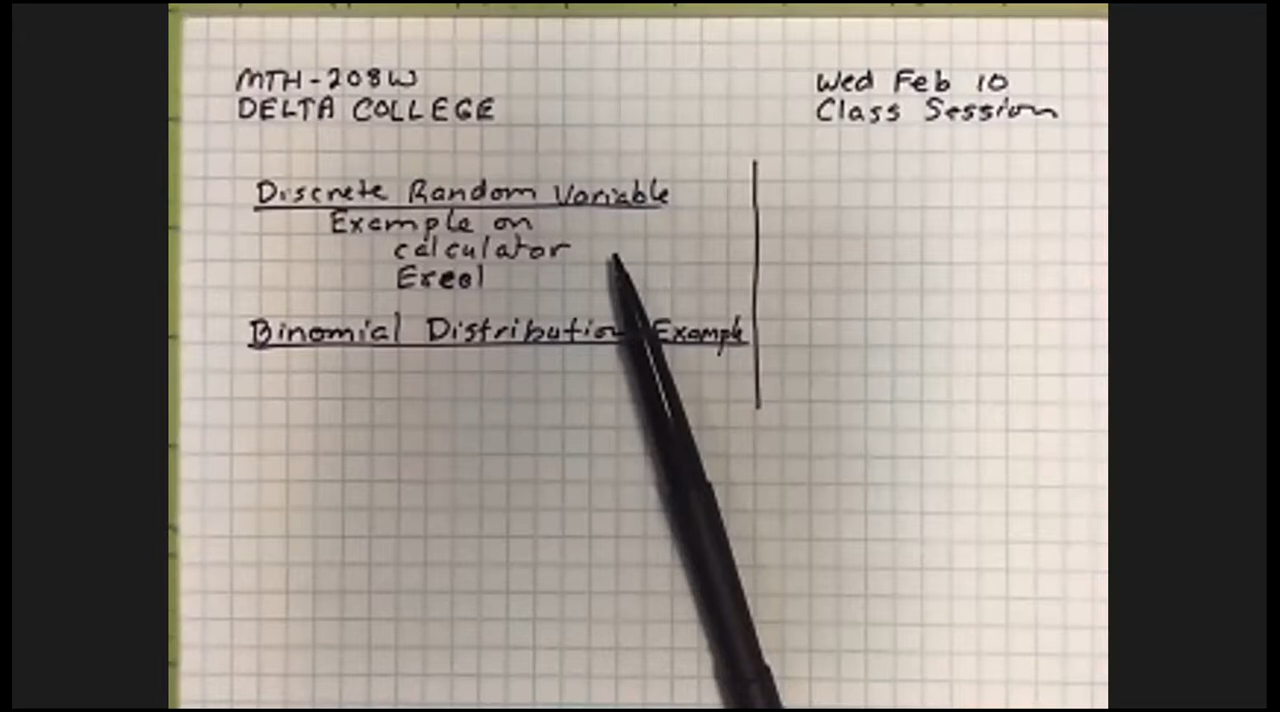 MTH-208W
DELTA COLLEGE
Wed Feb 10
Class Session
Discrete Random Variable
Example on
calculator
Excel
Binomial Distribution Example